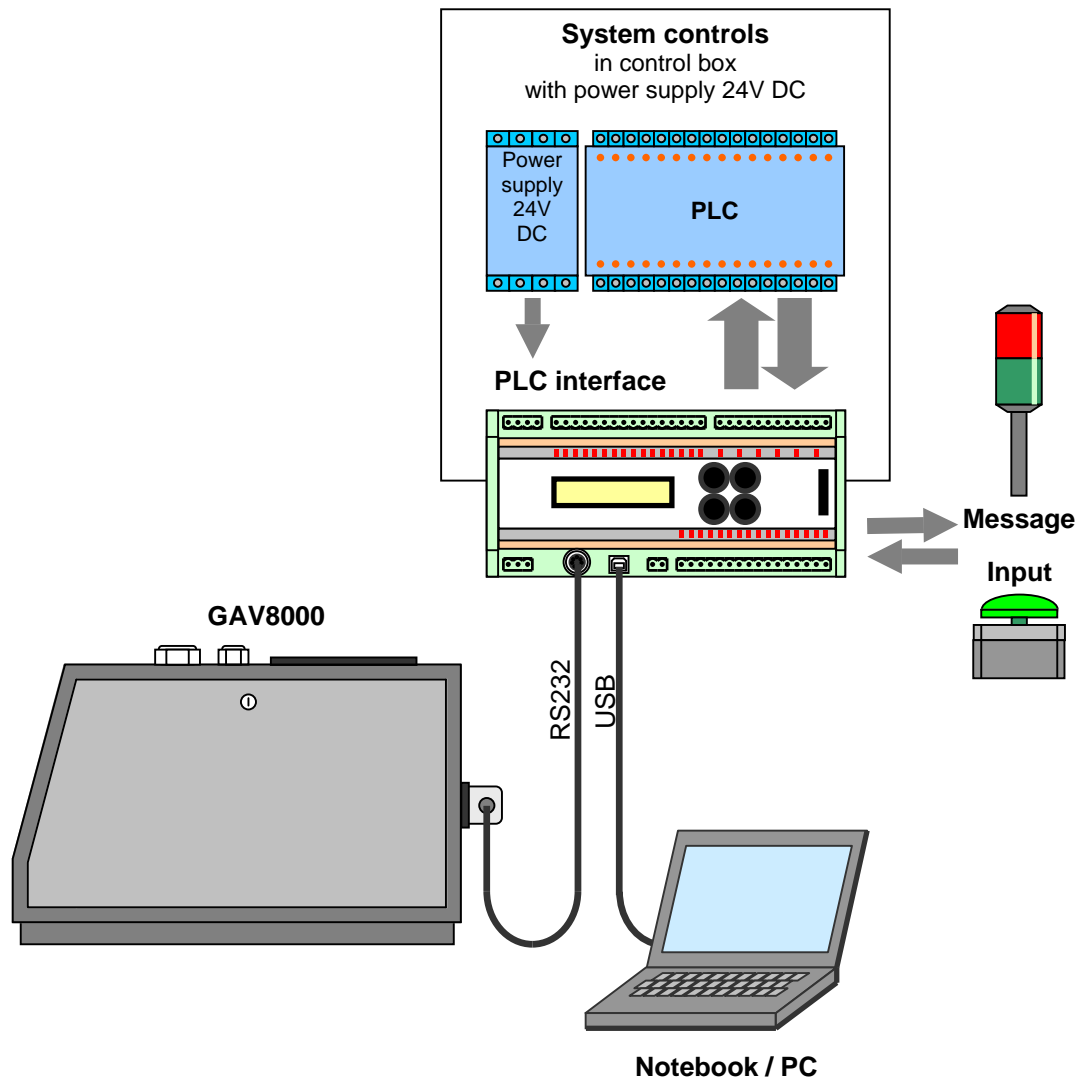 System controls
in control box
with power supply 24V DC
Power
supply
24V
DC
PLC
PLC interface
Message
Input
GAV8000
RS232
USB
Notebook / PC